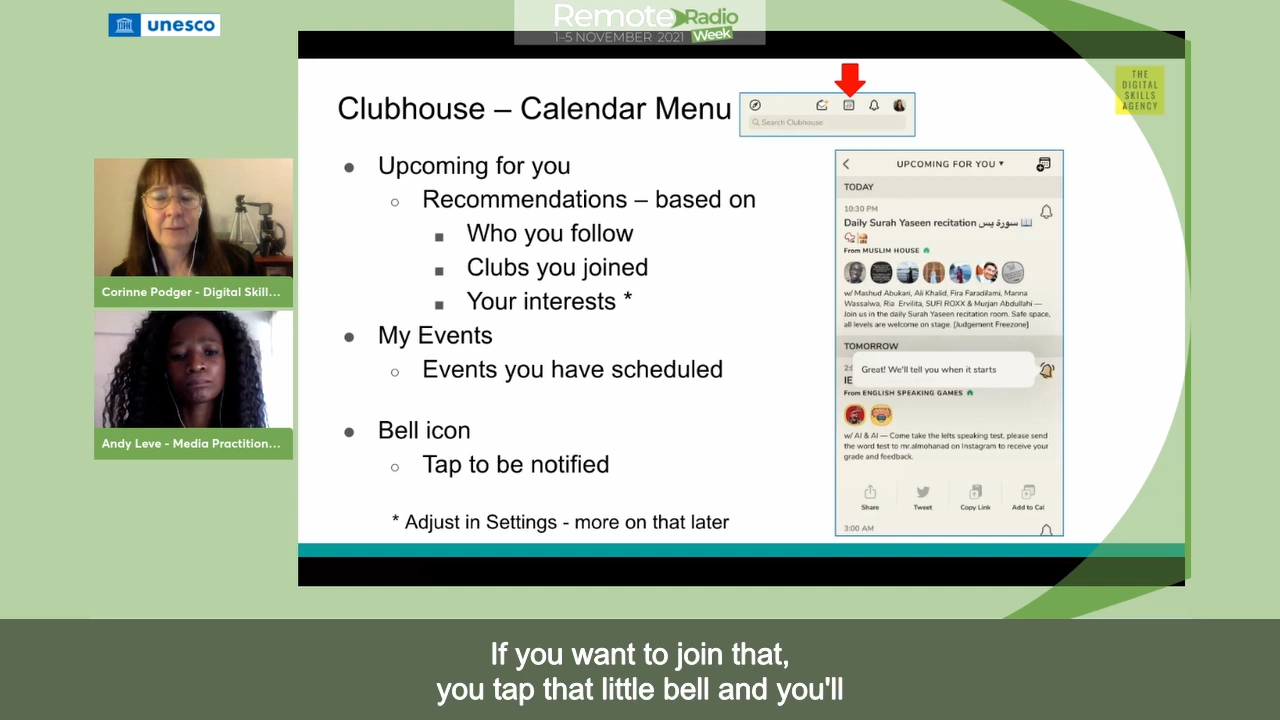 unesco
Remote Radio
Week
1-5 NOVEMBER 2021
THE
DIGITAL
SKILLS
AGENCY
Clubhouse – Calendar Menu
Search Clubhouse
● Upcoming for you
○ Recommendations – based on
■ Who you follow
■ Clubs you joined
■ Your interests *
● My Events
○ Events you have scheduled
● Bell icon
○ Tap to be notified
* Adjust in Settings - more on that later
UPCOMING FOR YOU ▾
TODAY
10:30 PM
Daily Surah Yaseen recitation سورة يس
From MUSLIM HOUSE
w/ Mashud Abukari, Ali Khalid, Fira Faradillami, Manna
Wassalwa, Ria Ervilita, SUFI ROXX & Murjan Abdullahi —
Join us in the daily Surah Yaseen recitation room. Safe space,
all levels are welcome on stage. [Judgement Freezone]
TOMORROW
2:
IE
Great! We'll tell you when it starts
From ENGLISH SPEAKING GAMES
w/ Al & Al — Come take the Ielts speaking test, please send
the word test to mr.almohanad on Instagram to receive your
grade and feedback.
Share
Tweet
Copy Link
Add to Cal
3:00 AM
Corinne Podger - Digital Skill...
Andy Leve - Media Practition...
If you want to join that,
you tap that little bell and you'll